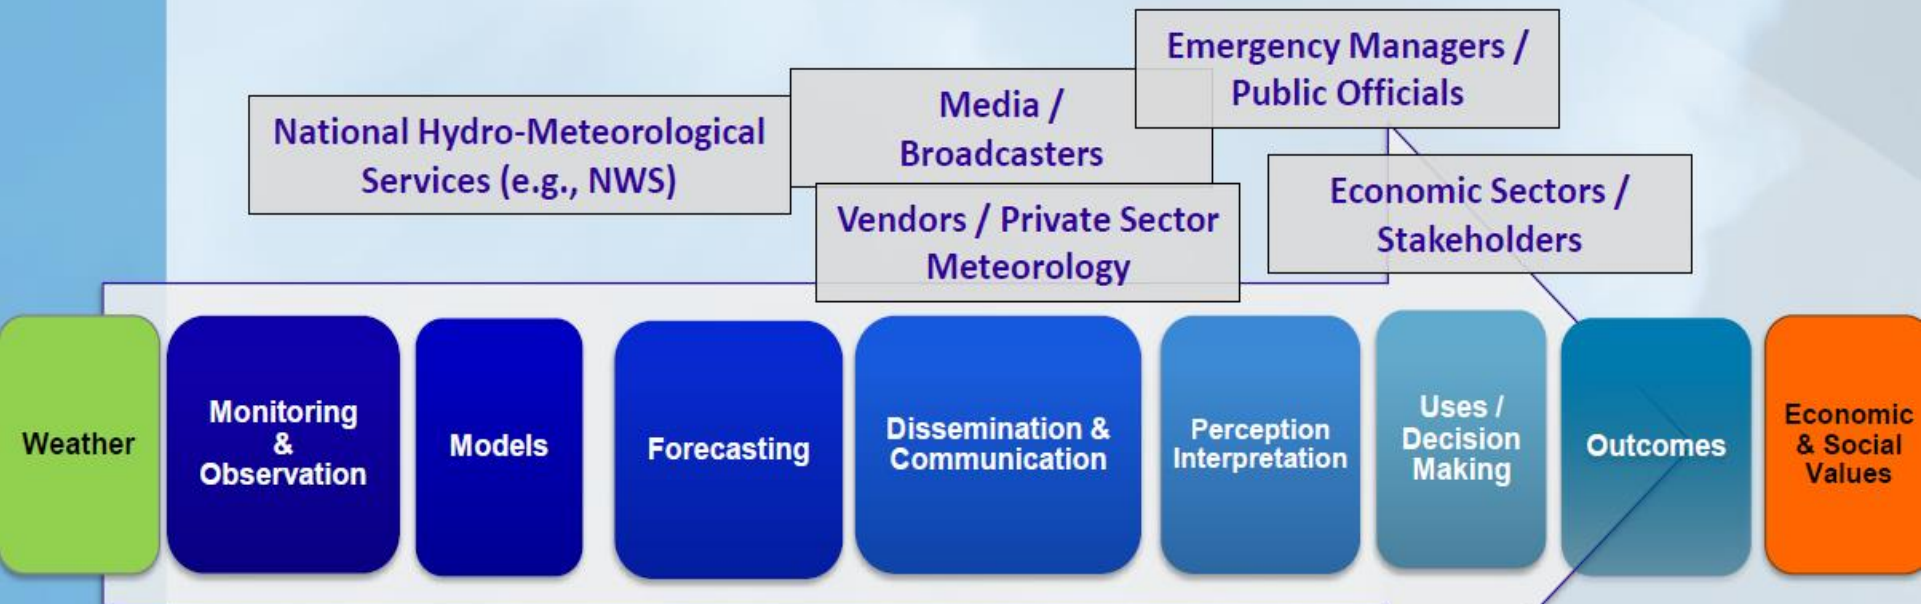 Emergency Managers /
Public Officials
Media /
Broadcasters
National Hydro-Meteorological
Services (e.g., NWS)
Economic Sectors /
Stakeholders
Vendors / Private Sector
Meteorology
Weather
Monitoring
&
Observation
Models
Forecasting
Dissemination &
Communication
Perception
Interpretation
Uses /
Decision
Making
Outcomes
Economic
& Social
Values